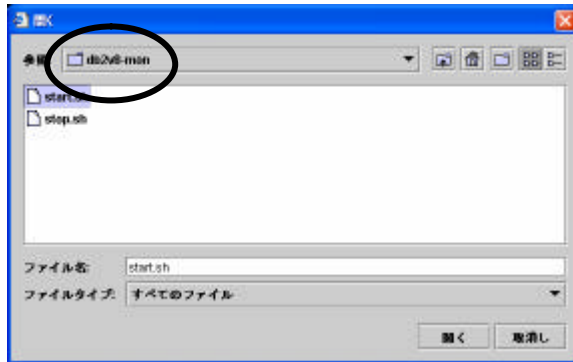 開く
参照: db2v8-mon
start.sh
stop.sh
ファイル名: start.sh
ファイルタイプ: すべてのファイル
開く 取消し